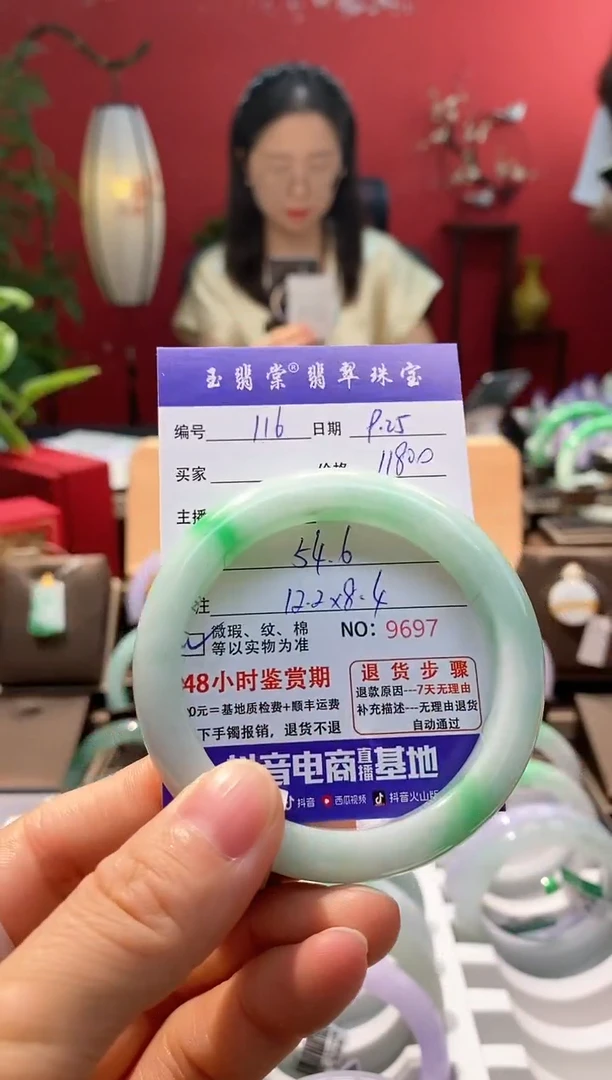 玉翡棠®翡翠珠宝
编号 116 日期 9.25
买家 价格 11800
主播
54.6
注 12.2×8.4
微瑕、纹、棉
等以实物为准
NO: 9697
48小时鉴赏期
0元=基地质检费+顺丰运费
下手镯报销，退货不退
退货步骤
退款原因---7天无理由
补充描述---无理由退货
自动通过
抖音电商直播基地
抖音 西瓜视频 抖音火山版